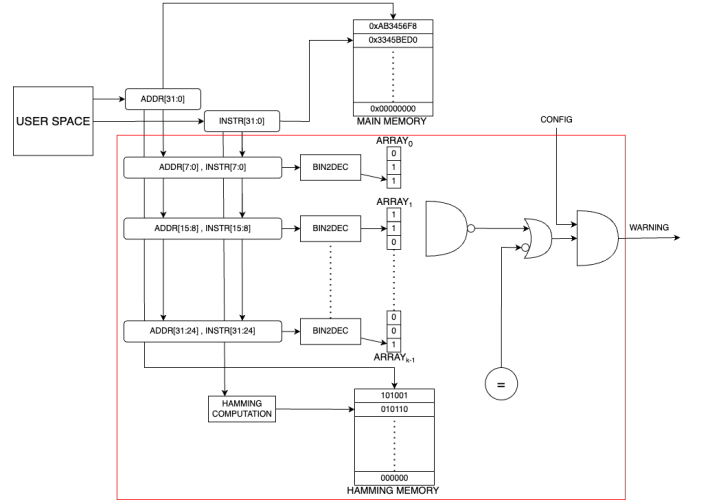 0xAB3456F8
0x3345BED0
0x00000000
MAIN MEMORY
ADDR[31:0]
USER SPACE
INSTR[31:0]
CONFIG
ARRAY0
0
1
1
ADDR[7:0] , INSTR[7:0]
BIN2DEC
ARRAY1
1
1
0
ADDR[15:8] , INSTR[15:8]
BIN2DEC
WARNING
0
0
1
ADDR[31:24] , INSTR[31:24]
BIN2DEC
ARRAYk-1
=
HAMMING
COMPUTATION
101001
010110
000000
HAMMING MEMORY